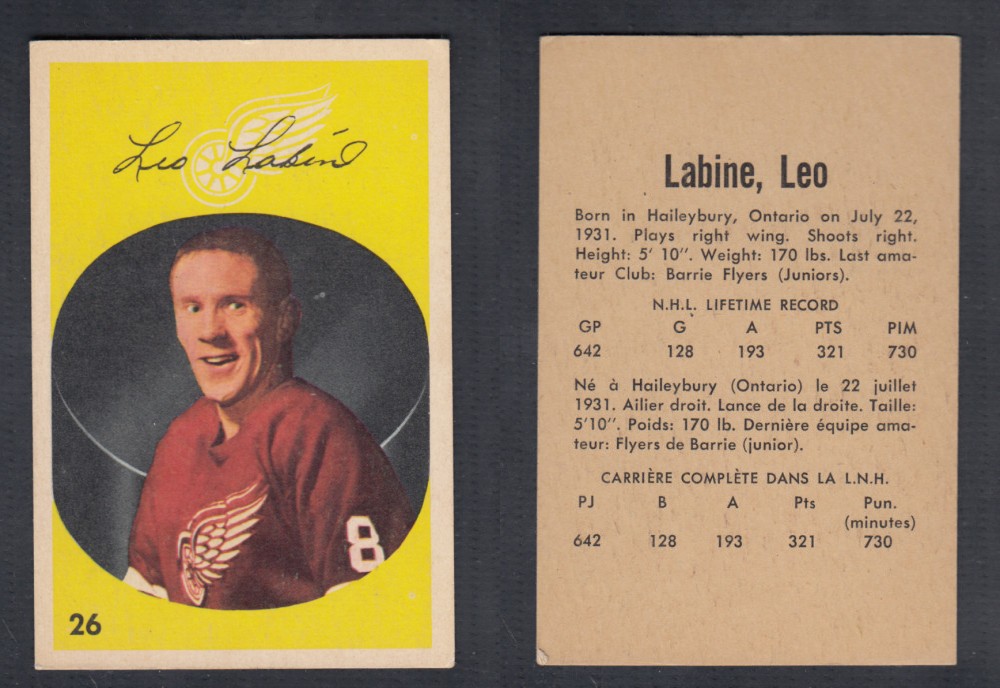 Leo Labine
8
26
Labine, Leo
Born in Haileybury, Ontario on July 22,
1931. Plays right wing. Shoots right.
Height: 5' 10". Weight: 170 lbs. Last ama-
teur Club: Barrie Flyers (Juniors).
N.H.L. LIFETIME RECORD
GP G A PTS PIM
642 128 193 321 730
Né à Haileybury (Ontario) le 22 juillet
1931. Ailier droit. Lance de la droite. Taille:
5'10". Poids: 170 lb. Dernière équipe ama-
teur: Flyers de Barrie (junior).
CARRIÈRE COMPLÈTE DANS LA L.N.H.
PJ B A Pts Pun.
(minutes)
642 128 193 321 730